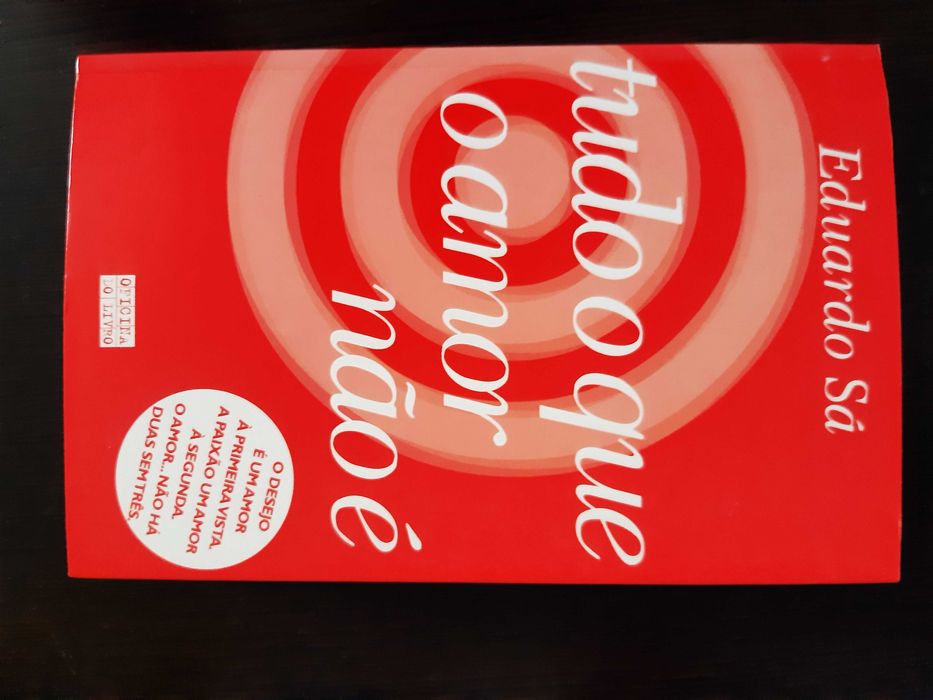 Eduardo Sá
tudo o que
o amor
não é
OFICINA
DO LIVRO
O DESEJO
É UM AMOR
À PRIMEIRA VISTA.
A PAIXÃO UM AMOR
À SEGUNDA.
O AMOR... NÃO HÁ
DUAS SEM TRÊS.